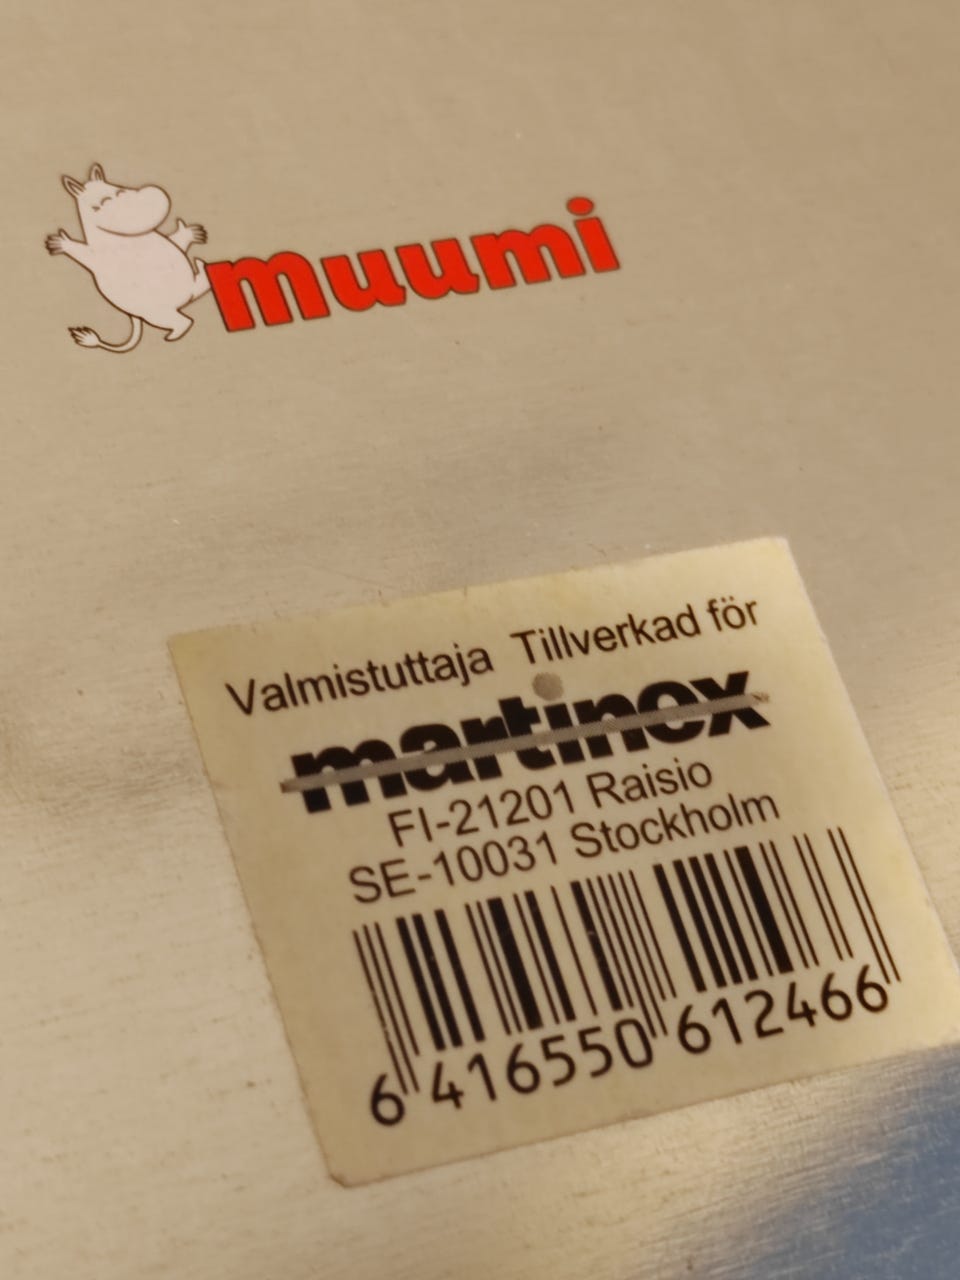 muumi
Valmistuttaja Tillverkad för
martinex
FI-21201 Raisio
SE-10031 Stockholm
6 416550 612466